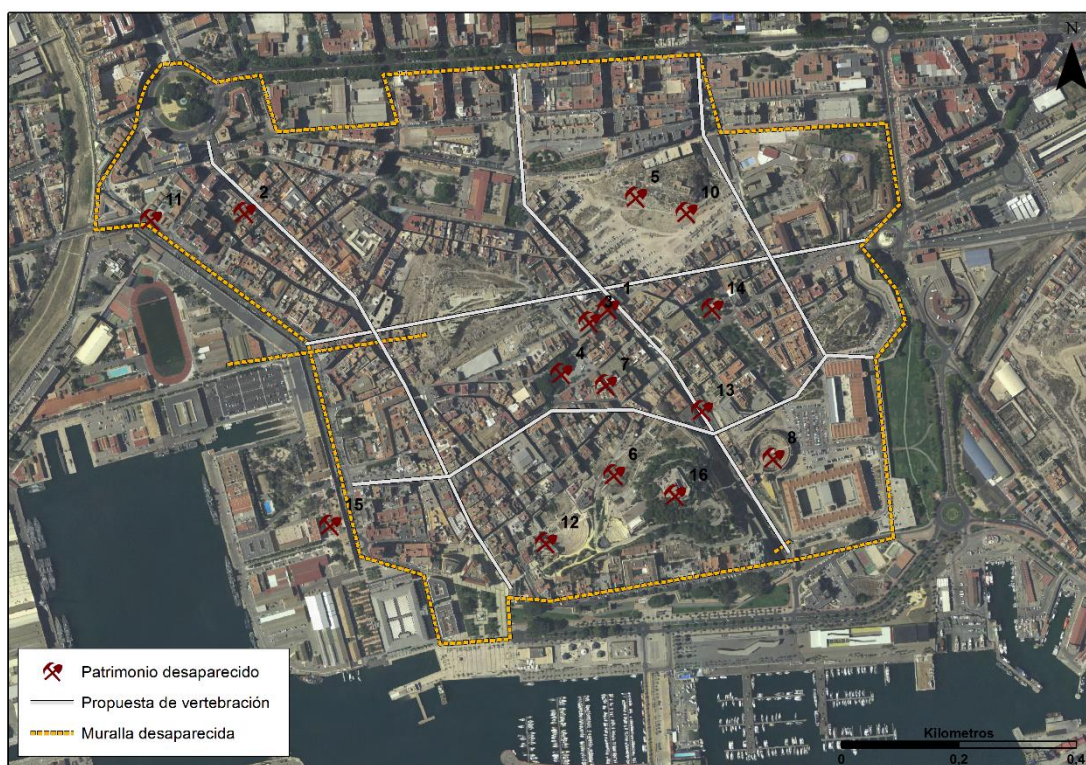 N
5
10
11
2
1
3
14
4
7
13
6
8
16
15
12
Patrimonio desaparecido
Propuesta de vertebración
Muralla desaparecida
Kilometros
0 0.2 0.4